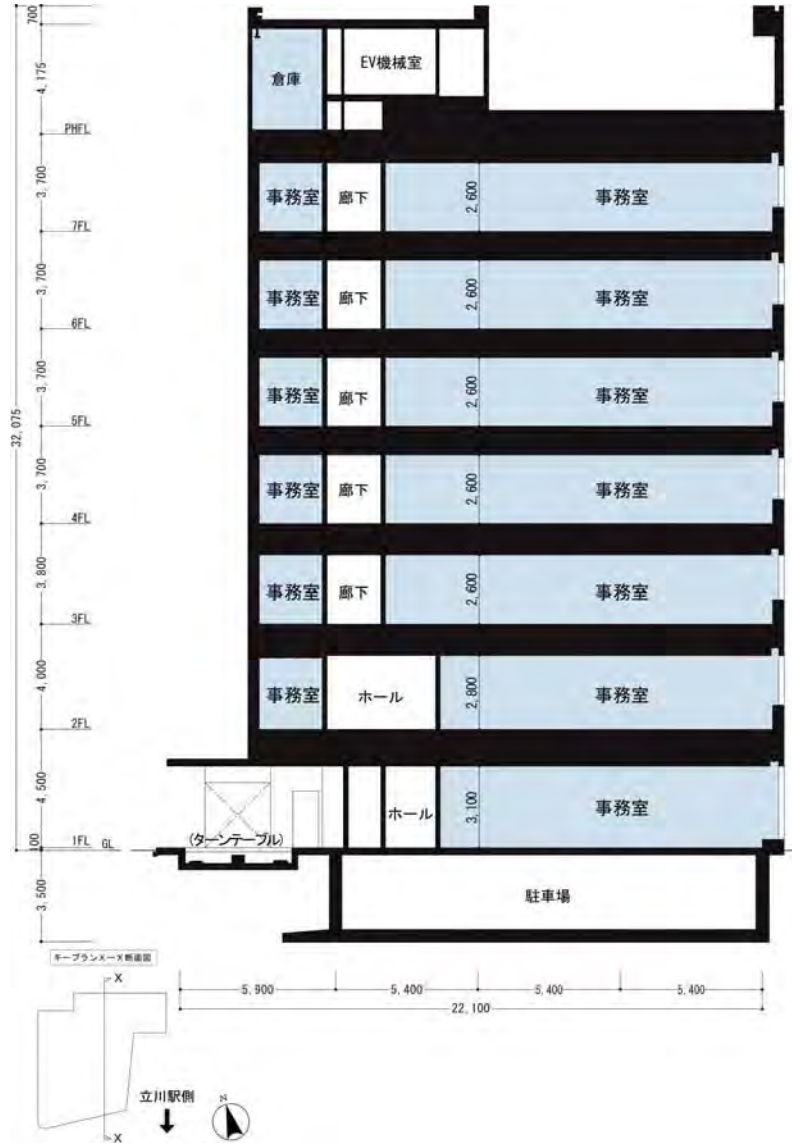 700
4,175
倉庫
EV機械室
PHFL
3,700
事務室
廊下
2,600
事務室
7FL
3,700
事務室
廊下
2,600
事務室
6FL
3,700
事務室
廊下
2,600
事務室
5FL
32,075
3,700
事務室
廊下
2,600
事務室
4FL
3,800
事務室
廊下
2,600
事務室
3FL
4,000
事務室
ホール
2,800
事務室
2FL
4,500
ホール
3,100
事務室
(ターンテーブル)
1FL GL
3,500
駐車場
キープランX-X断面図
X
5,900 5,400 5,400 5,400
22,100
立川駅側
N
X